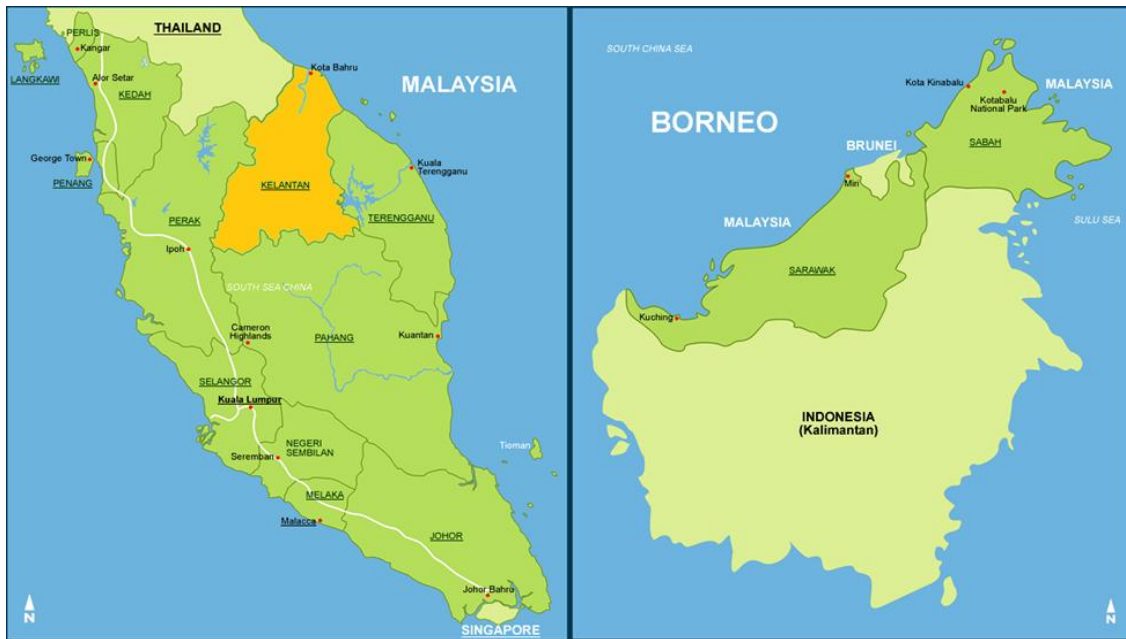 THAILAND
PERLIS
Kangar
LANGKAWI
Alor Setar
KEDAH
Kota Bahru
MALAYSIA
George Town
PENANG
KELANTAN
Kuala
Terengganu
PERAK
TERENGGANU
Ipoh
SOUTH SEA CHINA
Cameron
Highlands
PAHANG
Kuantan
SELANGOR
Kuala Lumpur
NEGERI
SEMBILAN
Seremban
Tioman
MELAKA
Malacca
JOHOR
Johor Bahru
SINGAPORE
N
SOUTH CHINA SEA
Kota Kinabalu
Kotabalu
National Park
MALAYSIA
BORNEO
BRUNEI
SABAH
Miri
MALAYSIA
SULU SEA
SARAWAK
Kuching
INDONESIA
(Kalimantan)
N